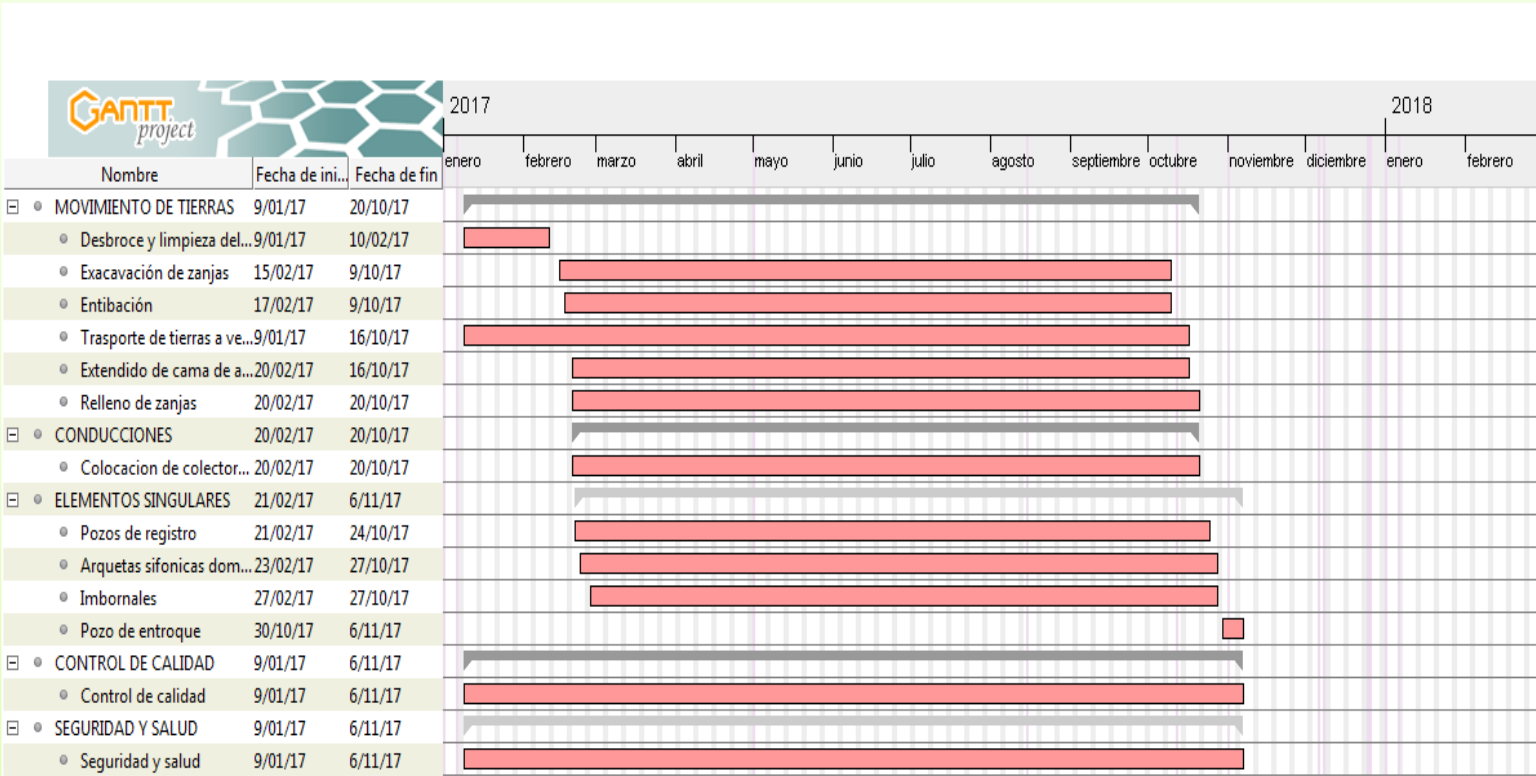 GANTT
project
2017 2018
enero febrero marzo abril mayo junio julio agosto septiembre octubre noviembre diciembre enero febrero
Nombre Fecha de ini... Fecha de fin
MOVIMIENTO DE TIERRAS 9/01/17 20/10/17
Desbroce y limpieza del... 9/01/17 10/02/17
Exacavación de zanjas 15/02/17 9/10/17
Entibación 17/02/17 9/10/17
Trasporte de tierras a ve... 9/01/17 16/10/17
Extendido de cama de a... 20/02/17 16/10/17
Relleno de zanjas 20/02/17 20/10/17
CONDUCCIONES 20/02/17 20/10/17
Colocacion de colector... 20/02/17 20/10/17
ELEMENTOS SINGULARES 21/02/17 6/11/17
Pozos de registro 21/02/17 24/10/17
Arquetas sifonicas dom... 23/02/17 27/10/17
Imbornales 27/02/17 27/10/17
Pozo de entroque 30/10/17 6/11/17
CONTROL DE CALIDAD 9/01/17 6/11/17
Control de calidad 9/01/17 6/11/17
SEGURIDAD Y SALUD 9/01/17 6/11/17
Seguridad y salud 9/01/17 6/11/17